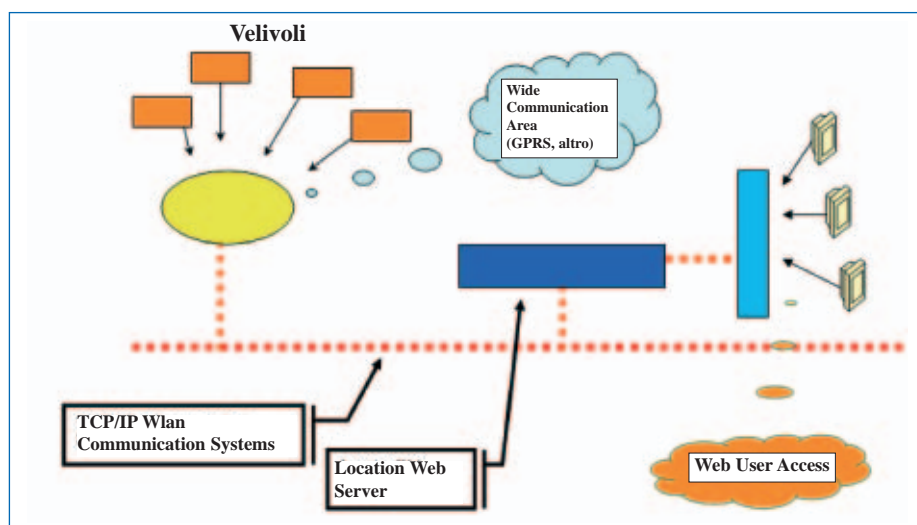 Velivoli
Wide
Communication
Area
(GPRS, altro)
TCP/IP Wlan
Communication Systems
Location Web
Server
Web User Access